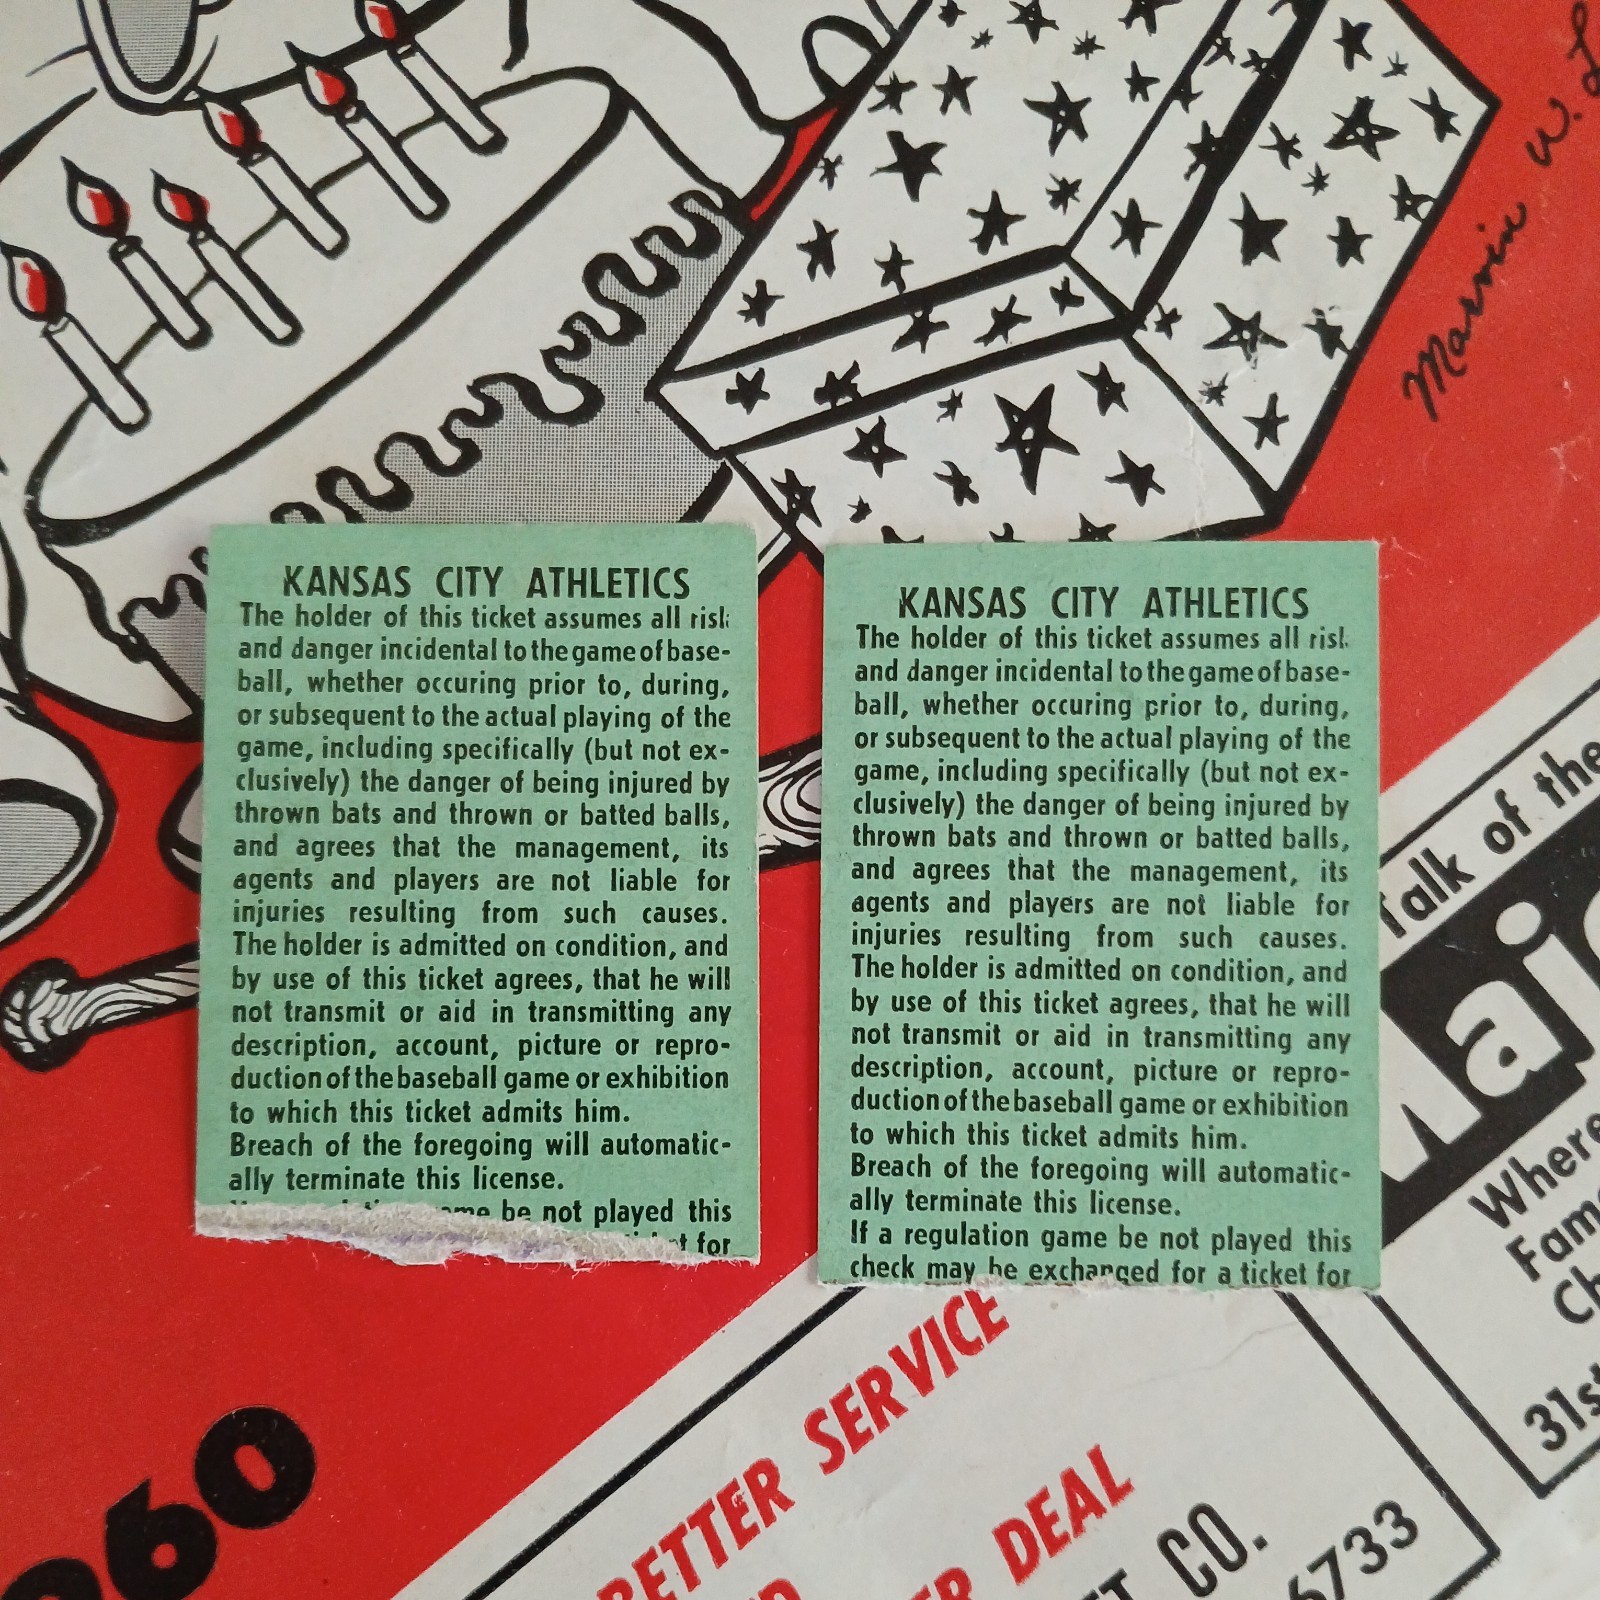 Marvin W.
KANSAS CITY ATHLETICS
The holder of this ticket assumes all risk
and danger incidental to the game of base-
ball, whether occuring prior to, during,
or subsequent to the actual playing of the
game, including specifically (but not ex-
clusively) the danger of being injured by
thrown bats and thrown or batted balls,
and agrees that the management, its
agents and players are not liable for
injuries resulting from such causes.
The holder is admitted on condition, and
by use of this ticket agrees, that he will
not transmit or aid in transmitting any
description, account, picture or repro-
duction of the baseball game or exhibition
to which this ticket admits him.
Breach of the foregoing will automatic-
ally terminate this license.
be not played this
for
KANSAS CITY ATHLETICS
The holder of this ticket assumes all risk
and danger incidental to the game of base-
ball, whether occuring prior to, during,
or subsequent to the actual playing of the
game, including specifically (but not ex-
clusively) the danger of being injured by
thrown bats and thrown or batted balls,
and agrees that the management, its
agents and players are not liable for
injuries resulting from such causes.
The holder is admitted on condition, and
by use of this ticket agrees, that he will
not transmit or aid in transmitting any
description, account, picture or repro-
duction of the baseball game or exhibition
to which this ticket admits him.
Breach of the foregoing will automatic-
ally terminate this license.
If a regulation game be not played this
check may be exchanged for a ticket for
Talk of the
Where
31st
960
BETTER SERVICE
DEAL
CO.
6733